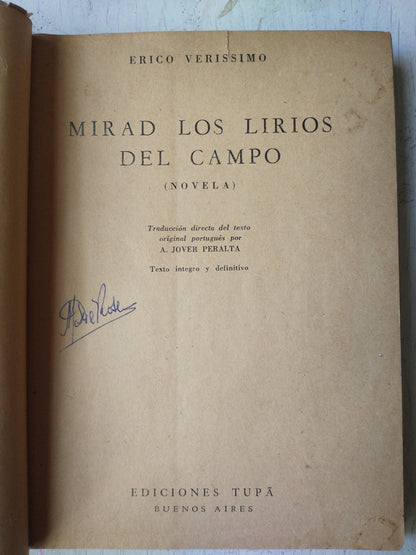 ERICO VERISSIMO
MIRAD LOS LIRIOS
DEL CAMPO
(NOVELA)
Traducción directa del texto
original portugués por
A. JOVER PERALTA
Texto íntegro y definitivo
EDICIONES TUPÃ
BUENOS AIRES